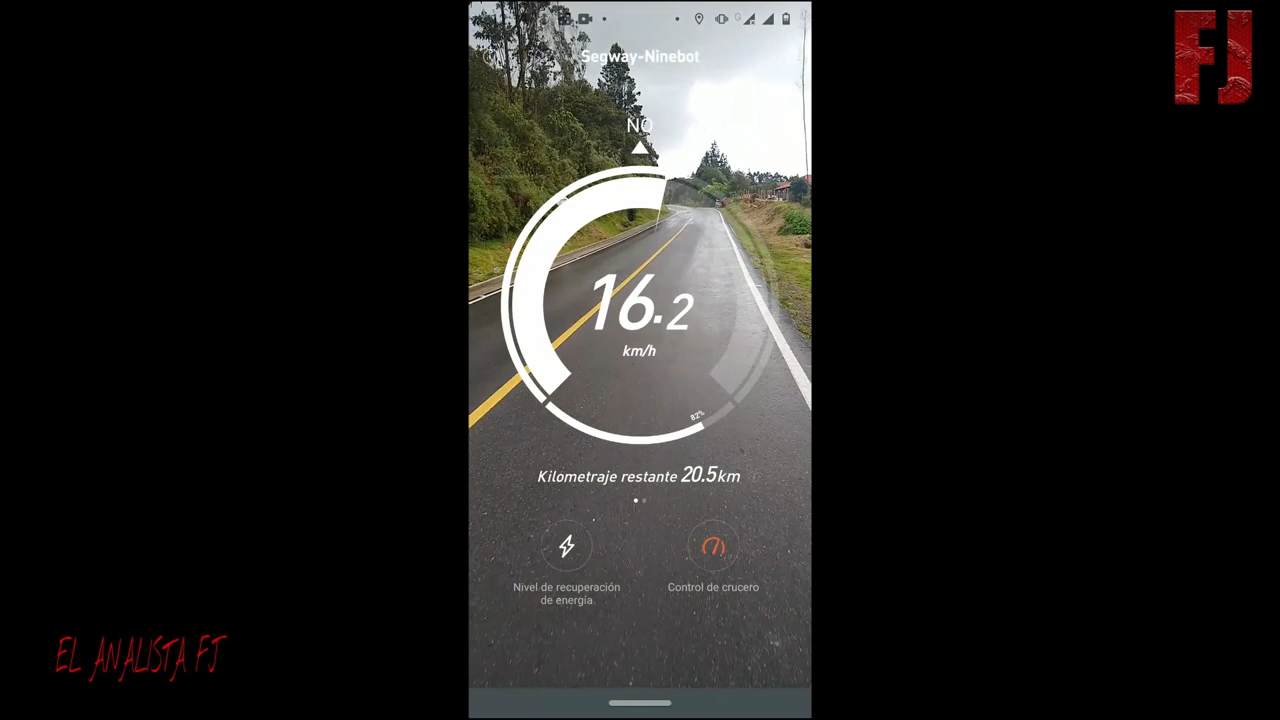 FJ
Segway-Ninebot
NO
16.2
km/h
82%
Kilometraje restante 20.5km
Nivel de recuperación
de energía
Control de crucero
EL ANALISTA FJ